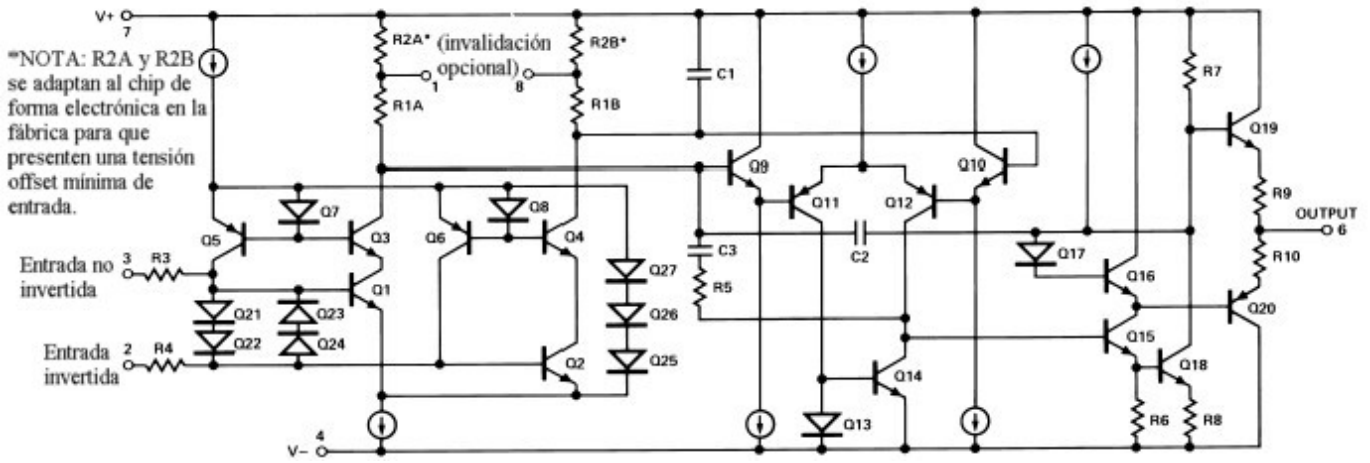 V+
7
**NOTA: R2A y R2B
se adaptan al chip de
forma electrónica en la
fábrica para que
presenten una tensión
offset mínima de
entrada.
R2A*
(invalidación
opcional)
1
8
R2B*
R1A
R1B
C1
Q7
Q5
Q3
Q6
Q8
Q4
Q9
Q11
Q12
Q10
R7
Q19
R9
OUTPUT
6
R10
Q20
Entrada no
invertida
3
R3
Q1
Q21
Q22
Q23
Q24
Q27
Q26
Q25
C3
R5
C2
Q17
Q16
Q15
Q18
Entrada
invertida
2
R4
Q2
Q14
Q13
R6
R8
V−
4